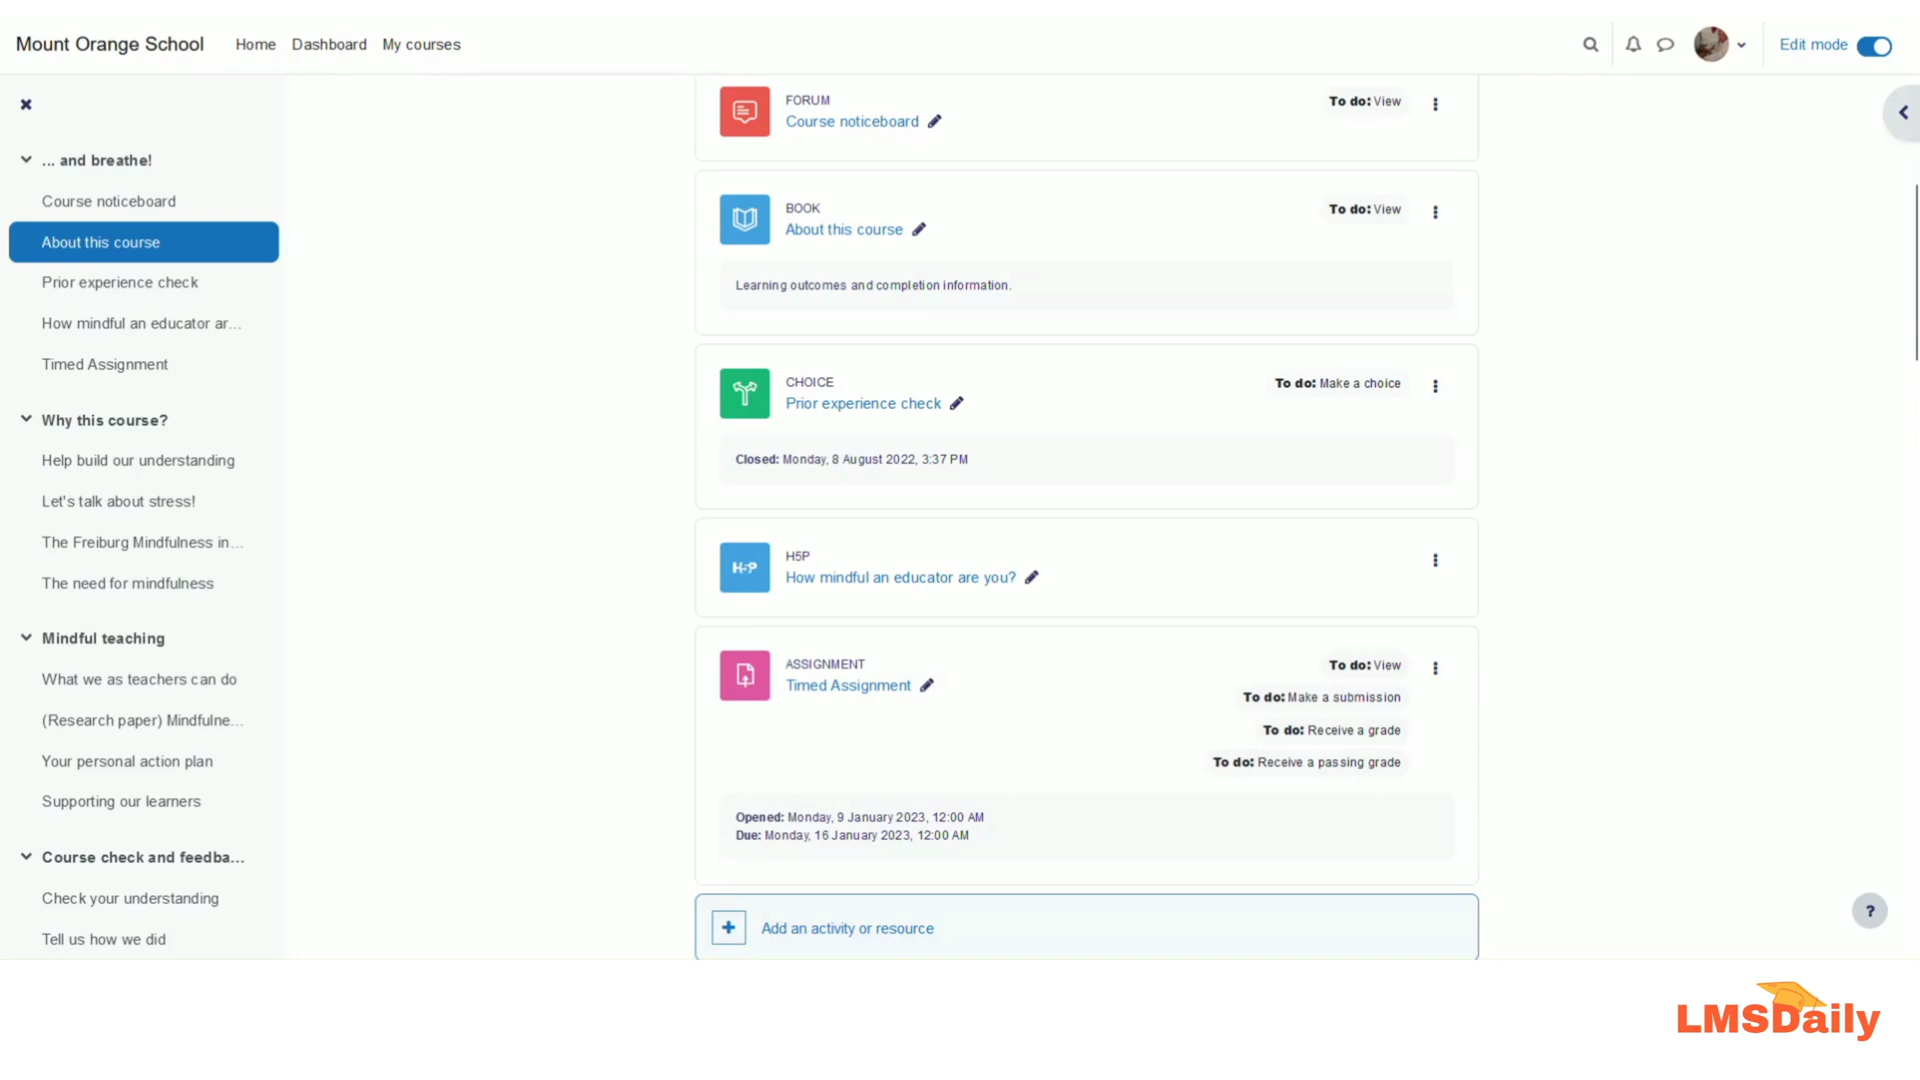 Mount Orange School
Home Dashboard My courses
Edit mode
... and breathe!
Course noticeboard
About this course
Prior experience check
How mindful an educator ar...
Timed Assignment
Why this course?
Help build our understanding
Let's talk about stress!
The Freiburg Mindfulness in...
The need for mindfulness
Mindful teaching
What we as teachers can do
(Research paper) Mindfulne...
Your personal action plan
Supporting our learners
Course check and feedba...
Check your understanding
Tell us how we did
FORUM
Course noticeboard
To do: View
BOOK
About this course
To do: View
Learning outcomes and completion information.
CHOICE
Prior experience check
To do: Make a choice
Closed: Monday, 8 August 2022, 3:37 PM
H5P
H-5P
How mindful an educator are you?
ASSIGNMENT
Timed Assignment
To do: View
To do: Make a submission
To do: Receive a grade
To do: Receive a passing grade
Opened: Monday, 9 January 2023, 12:00 AM
Due: Monday, 16 January 2023, 12:00 AM
+ Add an activity or resource
?
LMSDaily